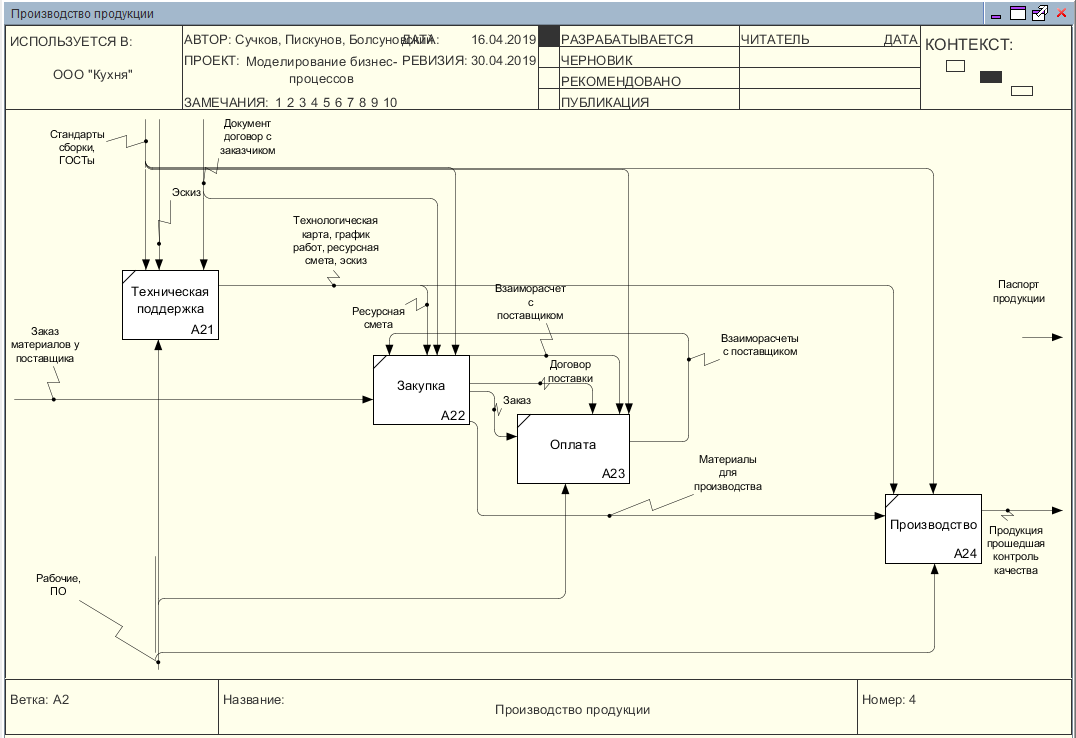 Производство продукции
ИСПОЛЬЗУЕТСЯ В:
ООО "Кухня"
АВТОР: Сучков, Пискунов, Болсуновский
ДАТА: 16.04.2019
ПРОЕКТ: Моделирование бизнес-
процессов
РЕВИЗИЯ: 30.04.2019
ЗАМЕЧАНИЯ: 1 2 3 4 5 6 7 8 9 10
РАЗРАБАТЫВАЕТСЯ
ЧЕРНОВИК
РЕКОМЕНДОВАНО
ПУБЛИКАЦИЯ
ЧИТАТЕЛЬ
ДАТА
КОНТЕКСТ:
Стандарты
сборки,
ГОСТы
Документ
договор с
заказчиком
Эскиз
Технологическая
карта, график
работ, ресурсная
смета, эскиз
Техническая
поддержка
A21
Ресурсная
смета
Взаиморасчет
с
поставщиком
Паспорт
продукции
Заказ
материалов у
поставщика
Взаиморасчеты
с поставщиком
Закупка
A22
Договор
поставки
Заказ
Оплата
A23
Материалы
для
производства
Производство
A24
Продукция
прошедшая
контроль
качества
Рабочие,
ПО
Ветка: A2
Название:
Производство продукции
Номер: 4